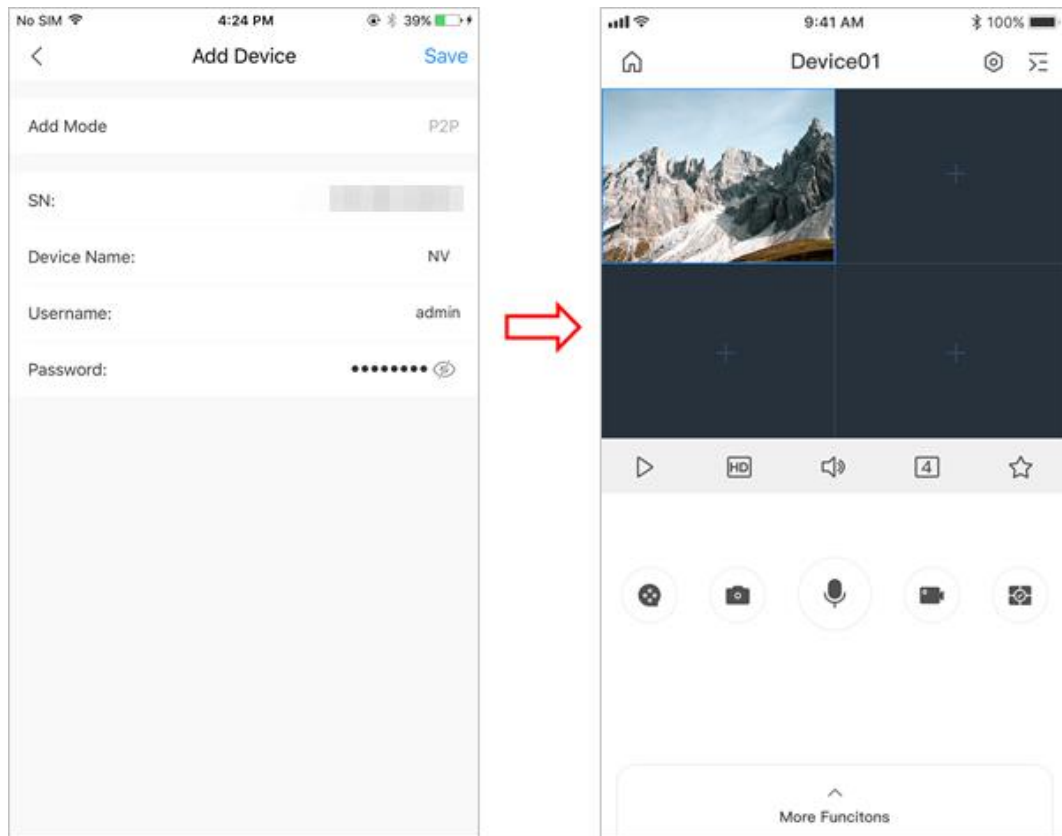 No SIM 4:24 PM 39%
Add Device Save
Add Mode P2P
SN:
Device Name: NV
Username: admin
Password: ••••••••
9:41 AM 100%
Device01
HD 4
More Funcitons